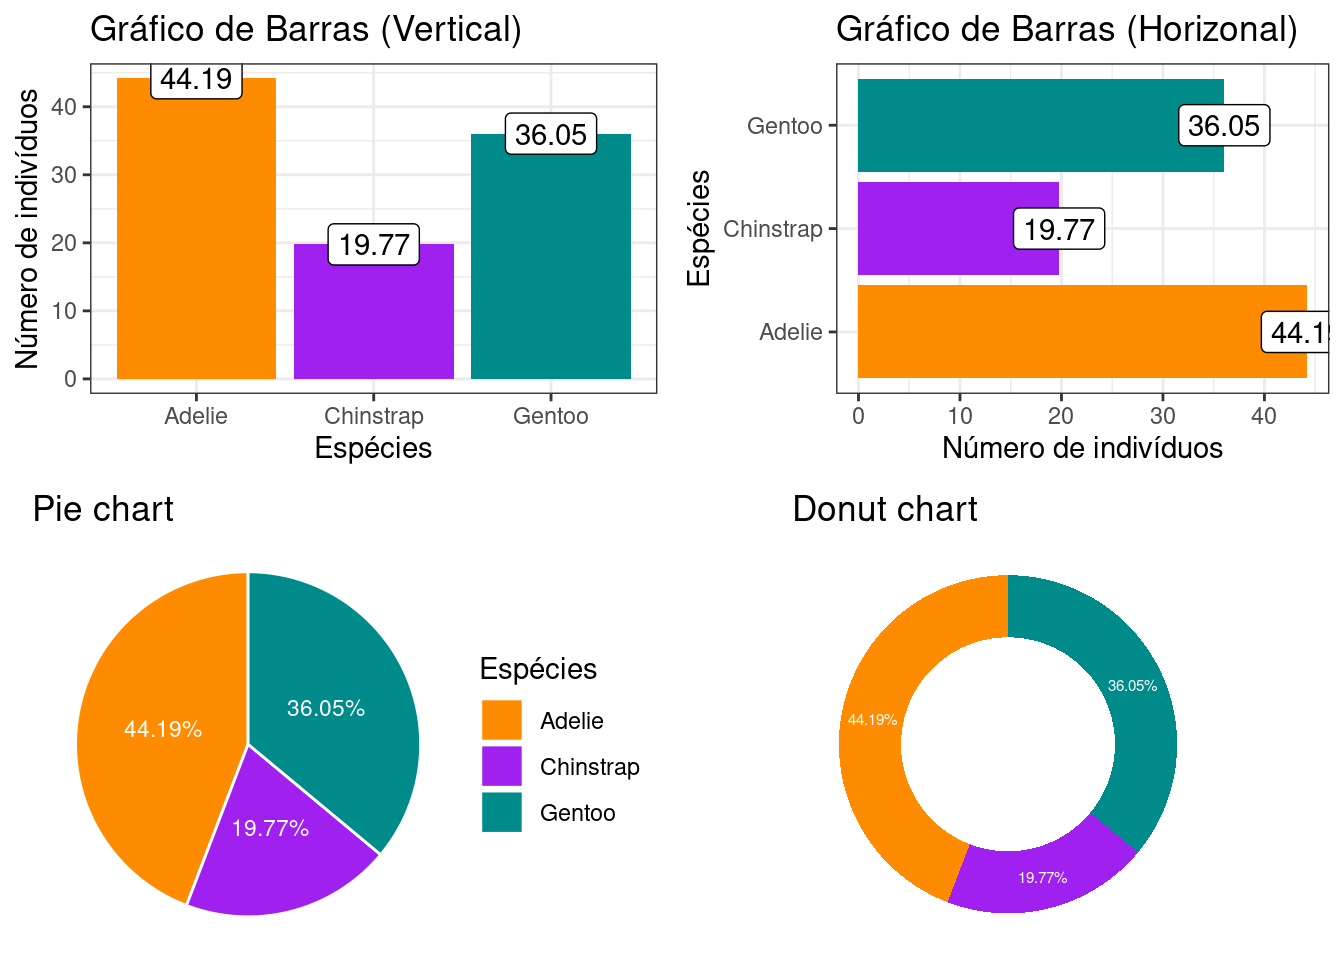 Gráfico de Barras (Vertical)
Número de indivíduos
40
30
20
10
0
44.19
19.77
36.05
Adelie
Chinstrap
Gentoo
Espécies
Gráfico de Barras (Horizonal)
Espécies
Gentoo
Chinstrap
Adelie
36.05
19.77
44.19
0
10
20
30
40
Número de indivíduos
Pie chart
44.19%
36.05%
19.77%
Espécies
Adelie
Chinstrap
Gentoo
Donut chart
36.05%
44.19%
19.77%